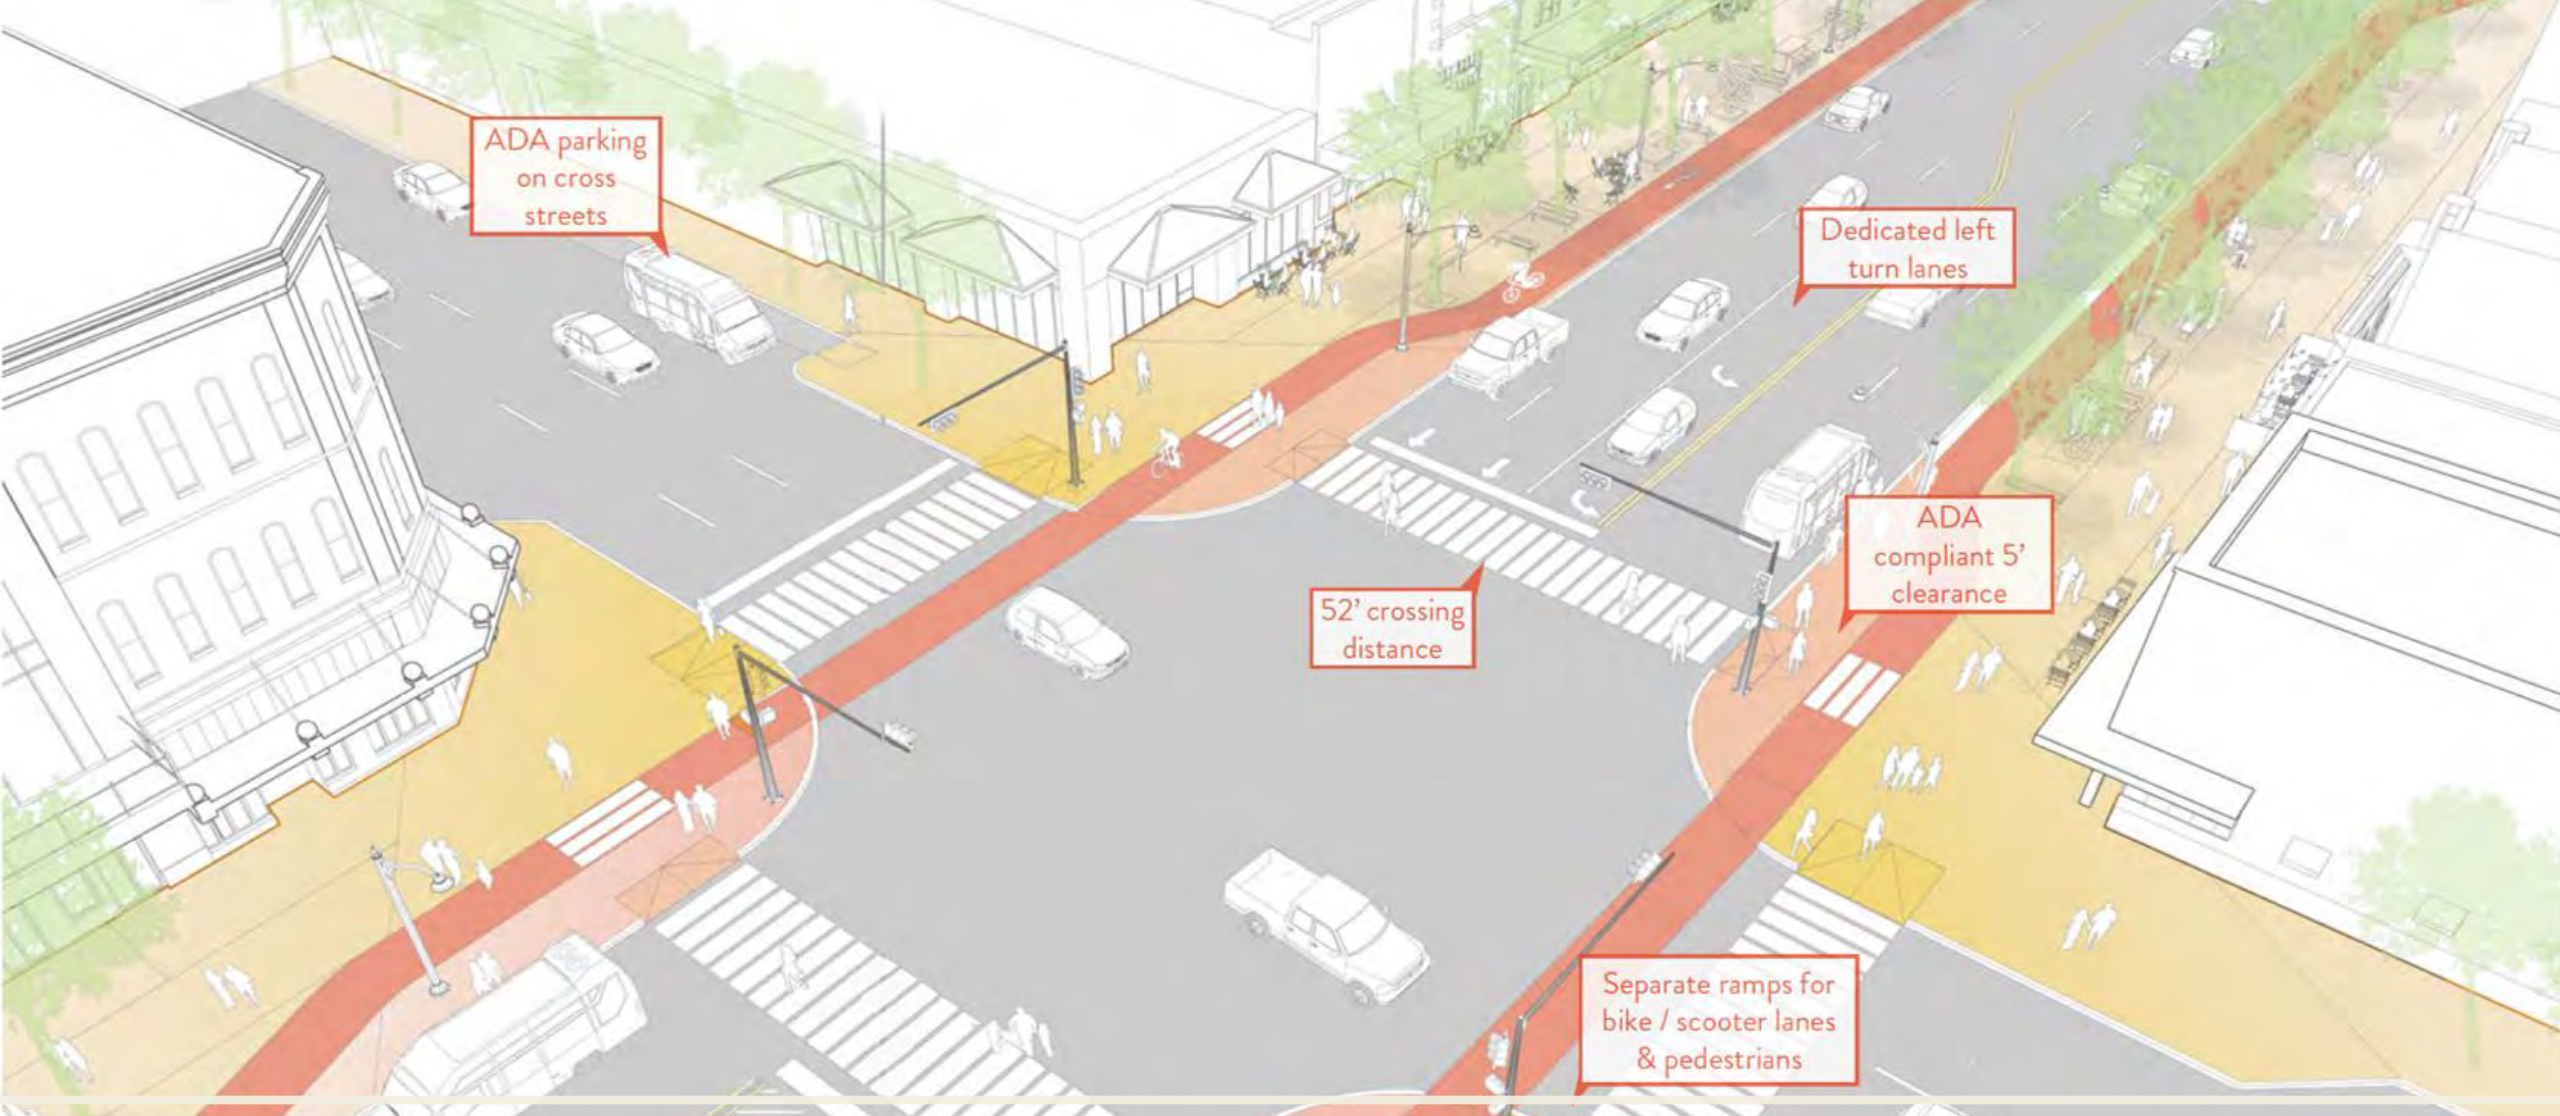 ADA parking
on cross
streets
Dedicated left
turn lanes
ADA
compliant 5’
clearance
52’ crossing
distance
Separate ramps for
bike / scooter lanes
& pedestrians